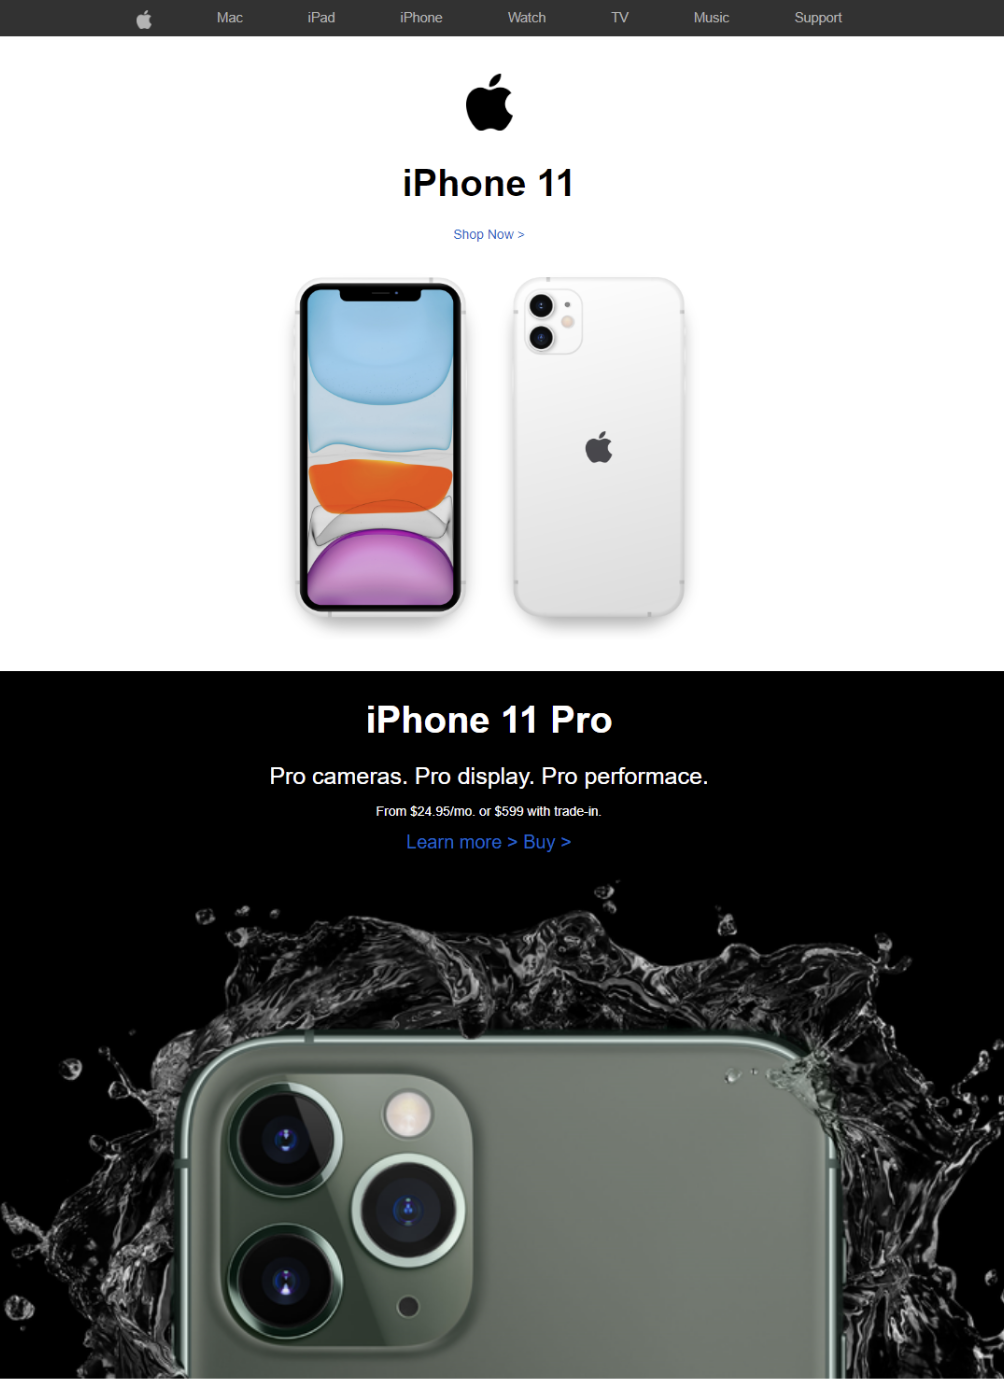 Mac iPad iPhone Watch TV Music Support
iPhone 11
Shop Now >
iPhone 11 Pro
Pro cameras. Pro display. Pro performace.
From $24.95/mo. or $599 with trade-in.
Learn more > Buy >